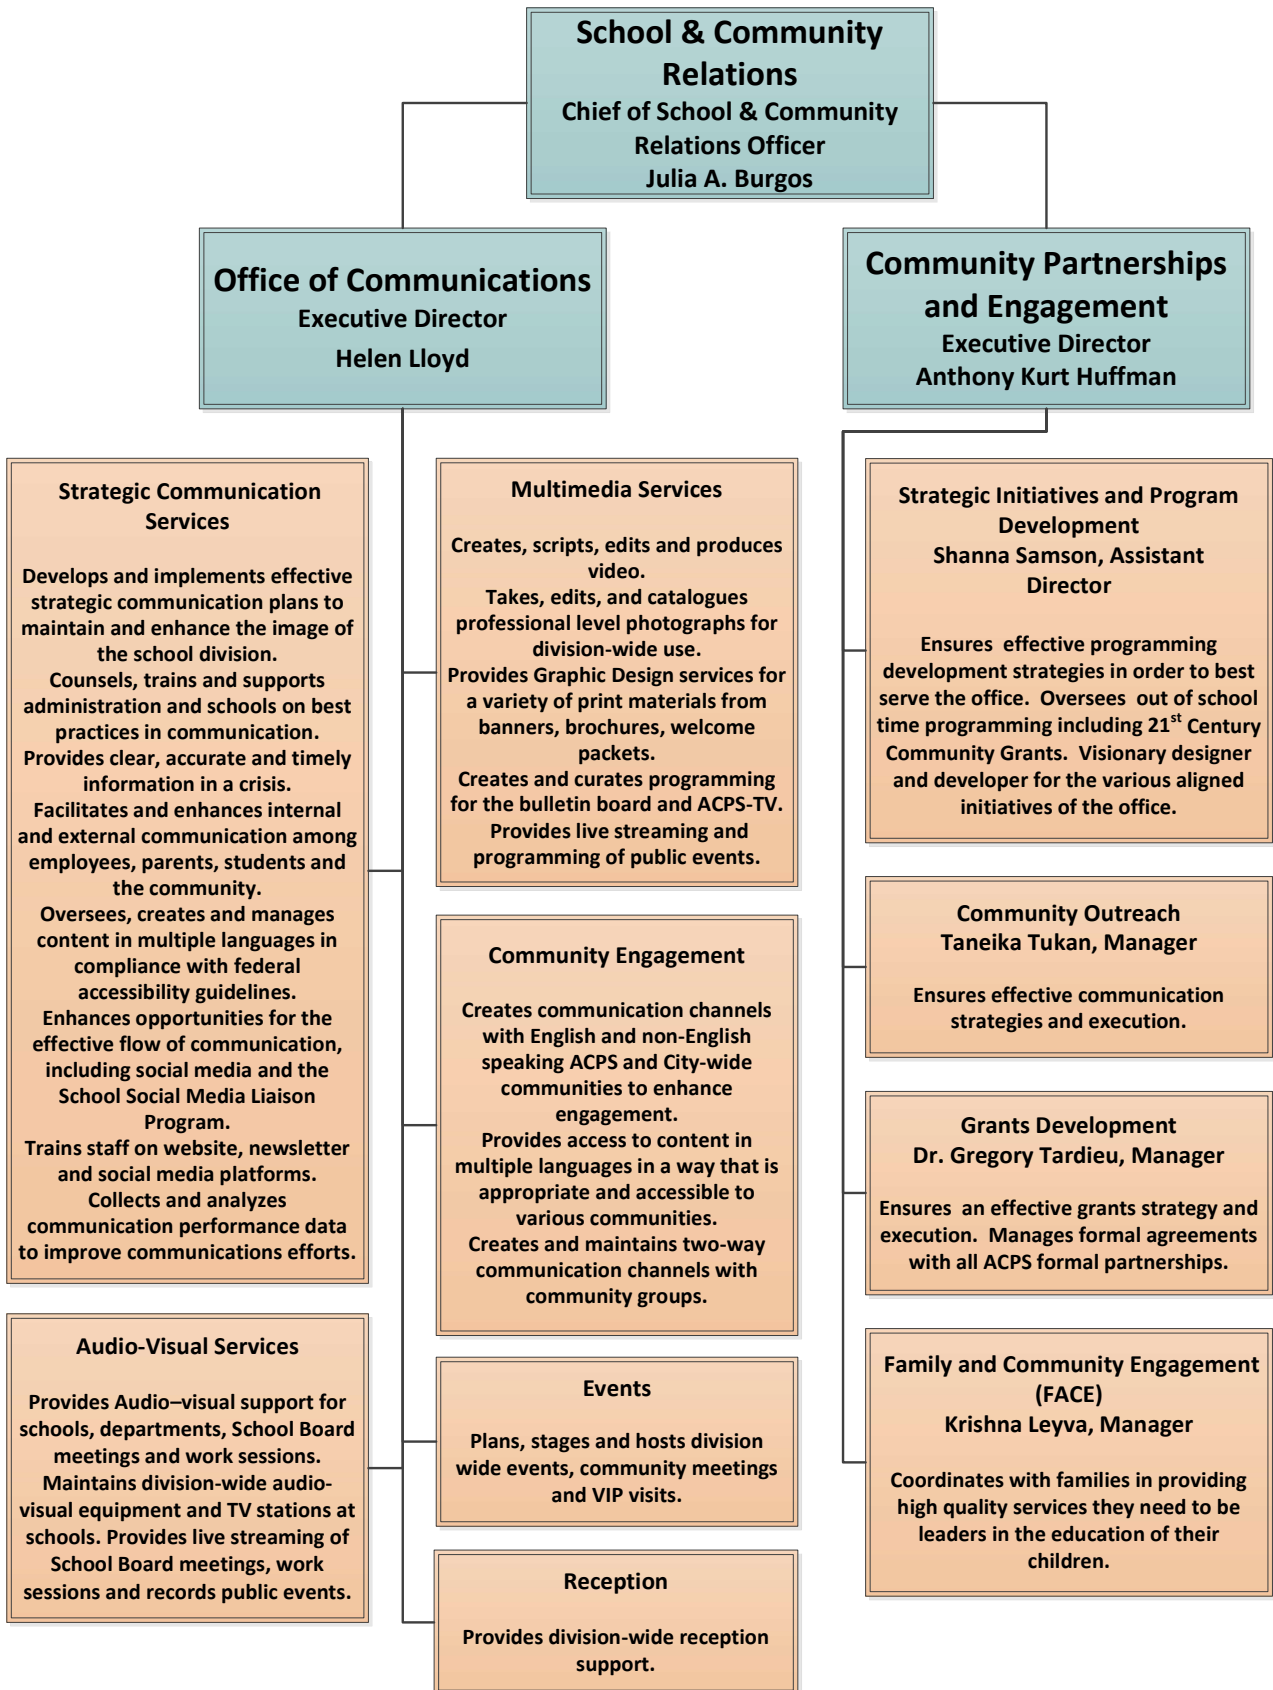 School & Community
Relations
Chief of School & Community
Relations Officer
Julia A. Burgos
Office of Communications
Executive Director
Helen Lloyd
Community Partnerships
and Engagement
Executive Director
Anthony Kurt Huffman
Strategic Communication
Services
Develops and implements effective
strategic communication plans to
maintain and enhance the image of
the school division.
Counsels, trains and supports
administration and schools on best
practices in communication.
Provides clear, accurate and timely
information in a crisis.
Facilitates and enhances internal
and external communication among
employees, parents, students and
the community.
Oversees, creates and manages
content in multiple languages in
compliance with federal
accessibility guidelines.
Enhances opportunities for the
effective flow of communication,
including social media and the
School Social Media Liaison
Program.
Trains staff on website, newsletter
and social media platforms.
Collects and analyzes
communication performance data
to improve communications efforts.
Audio-Visual Services
Provides Audio–visual support for
schools, departments, School Board
meetings and work sessions.
Maintains division-wide audio-
visual equipment and TV stations at
schools. Provides live streaming of
School Board meetings, work
sessions and records public events.
Multimedia Services
Creates, scripts, edits and produces
video.
Takes, edits, and catalogues
professional level photographs for
division-wide use.
Provides Graphic Design services for
a variety of print materials from
banners, brochures, welcome
packets.
Creates and curates programming
for the bulletin board and ACPS-TV.
Provides live streaming and
programming of public events.
Community Engagement
Creates communication channels
with English and non-English
speaking ACPS and City-wide
communities to enhance
engagement.
Provides access to content in
multiple languages in a way that is
appropriate and accessible to
various communities.
Creates and maintains two-way
communication channels with
community groups.
Events
Plans, stages and hosts division
wide events, community meetings
and VIP visits.
Reception
Provides division-wide reception
support.
Strategic Initiatives and Program
Development
Shanna Samson, Assistant
Director
Ensures effective programming
development strategies in order to best
serve the office. Oversees out of school
time programming including 21st Century
Community Grants. Visionary designer
and developer for the various aligned
initiatives of the office.
Community Outreach
Taneika Tukan, Manager
Ensures effective communication
strategies and execution.
Grants Development
Dr. Gregory Tardieu, Manager
Ensures an effective grants strategy and
execution. Manages formal agreements
with all ACPS formal partnerships.
Family and Community Engagement
(FACE)
Krishna Leyva, Manager
Coordinates with families in providing
high quality services they need to be
leaders in the education of their
children.